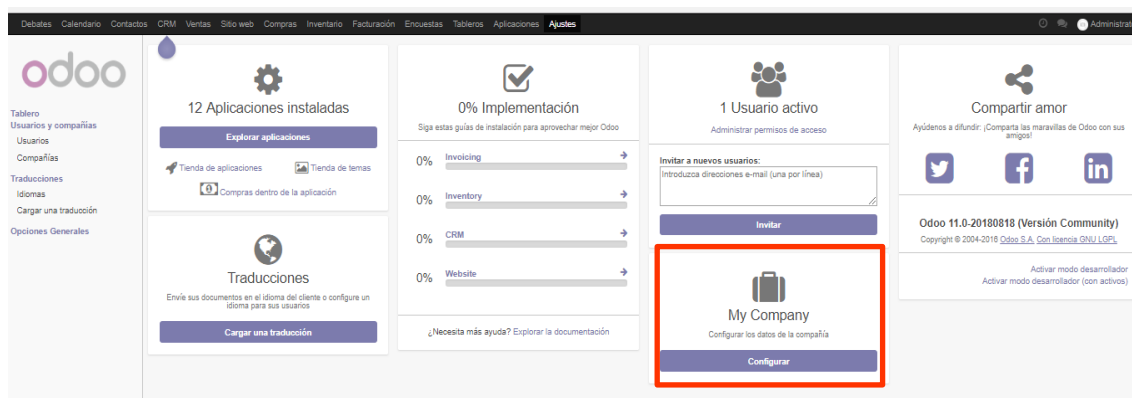 Debates Calendario Contactos CRM Ventas Sitio web Compras Inventario Facturación Encuestas Tableros Aplicaciones Ajustes
Administrat
odoo
Tablero
Usuarios y compañías
Usuarios
Compañías
Traducciones
Idiomas
Cargar una traducción
Opciones Generales
12 Aplicaciones instaladas
Explorar aplicaciones
Tienda de aplicaciones
Tienda de temas
Compras dentro de la aplicación
Traducciones
Envíe sus documentos en el idioma del cliente o configure un
idioma para sus usuarios
Cargar una traducción
0% Implementación
Siga estas guías de instalación para aprovechar mejor Odoo
0% Invoicing
0% Inventory
0% CRM
0% Website
¿Necesita más ayuda? Explorar la documentación
1 Usuario activo
Administrar permisos de acceso
Invitar a nuevos usuarios:
Introduzca direcciones e-mail (una por línea)
Invitar
My Company
Configurar los datos de la compañía
Configurar
Compartir amor
Ayúdenos a difundir: ¡Comparta las maravillas de Odoo con sus
amigos!
Odoo 11.0-20180818 (Versión Community)
Copyright © 2004-2016 Odoo S.A. Con licencia GNU LGPL
Activar modo desarrollador
Activar modo desarrollador (con activos)